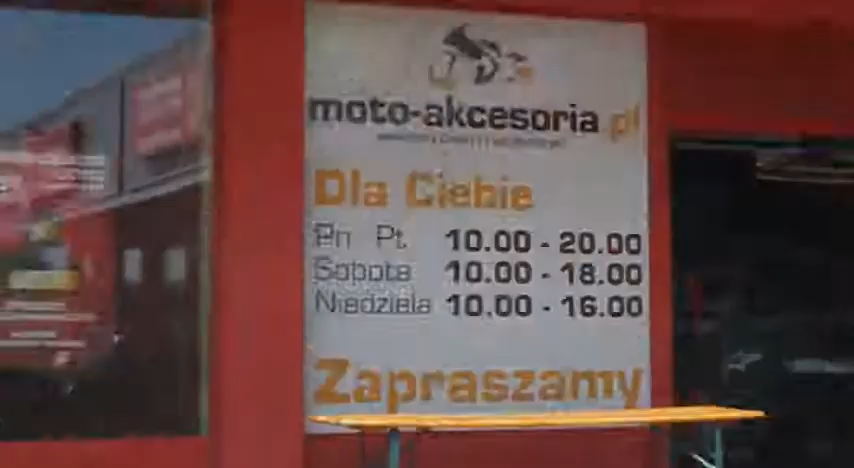 moto-akcesoria.pl
Dla Ciebie
Pn Pt. 10.00 - 20.00
Sobota 10.00 - 18.00
Niedziela 10.00 - 16.00
Zapraszamy